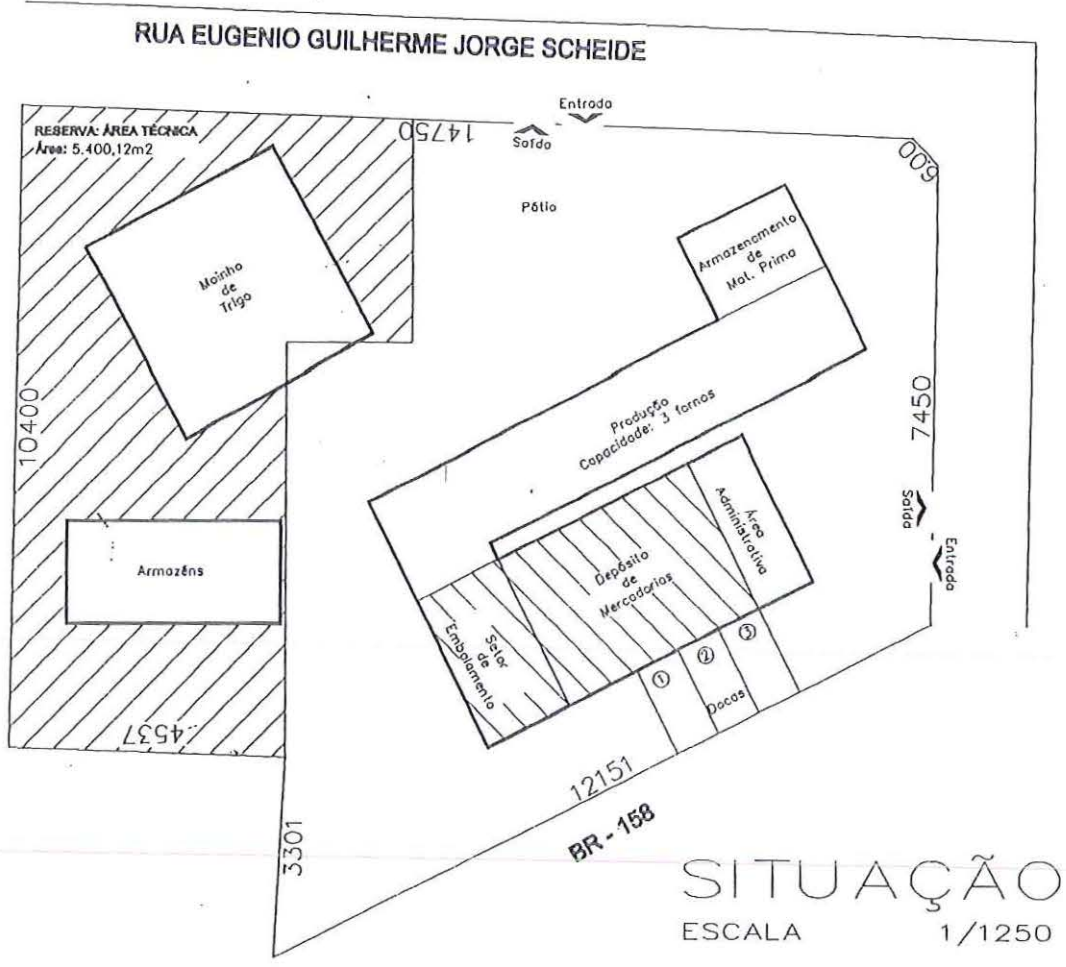 RUA EUGENIO GUILHERME JORGE SCHEIDE
RESERVA: ÁREA TÉCNICA
Área: 5.400,12m2
14750
Saída
Entrada
600
Pátio
Moinho
de
Trigo
Armazenamento
de
Mat. Prima
10400
Produção
Capacidade: 3 fornos
7450
Saída
Entrada
Área
Administrativa
Depósito
de
Mercadorias
Armazéns
Setor
de
Embalamento
1
2
3
Docas
4537
12151
BR - 158
3301
SITUAÇÃO
ESCALA 1/1250